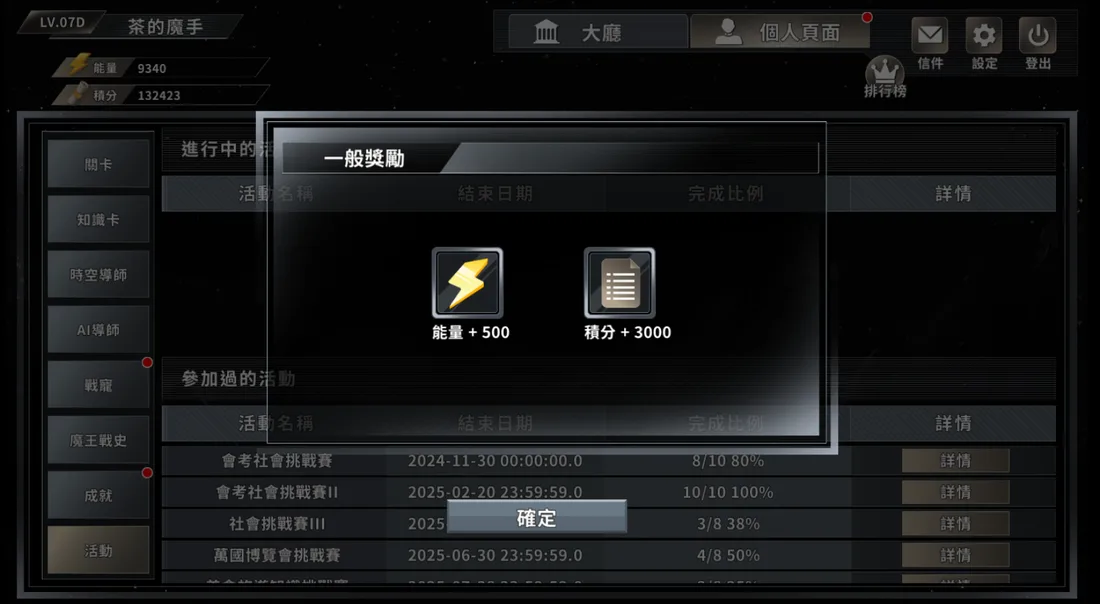 LV.07D 茶的魔手
能量 9340
積分 132423
大廳 個人頁面
信件 設定 登出
排行榜
關卡
知識卡
時空導師
AI導師
戰寵
魔王戰史
成就
活動
進行中的活
活動名稱 結束日期 完成比例 詳情
一般獎勵
能量 + 500 積分 + 3000
參加過的活動
活動名稱 結束日期 完成比例 詳情
會考社會挑戰賽 2024-11-30 00:00:00.0 8/10 80% 詳情
會考社會挑戰賽II 2025-02-20 23:59:59.0 10/10 100% 詳情
社會挑戰賽III 2025 3/8 38% 詳情
萬國博覽會挑戰賽 2025-06-30 23:59:59.0 4/8 50% 詳情
確定